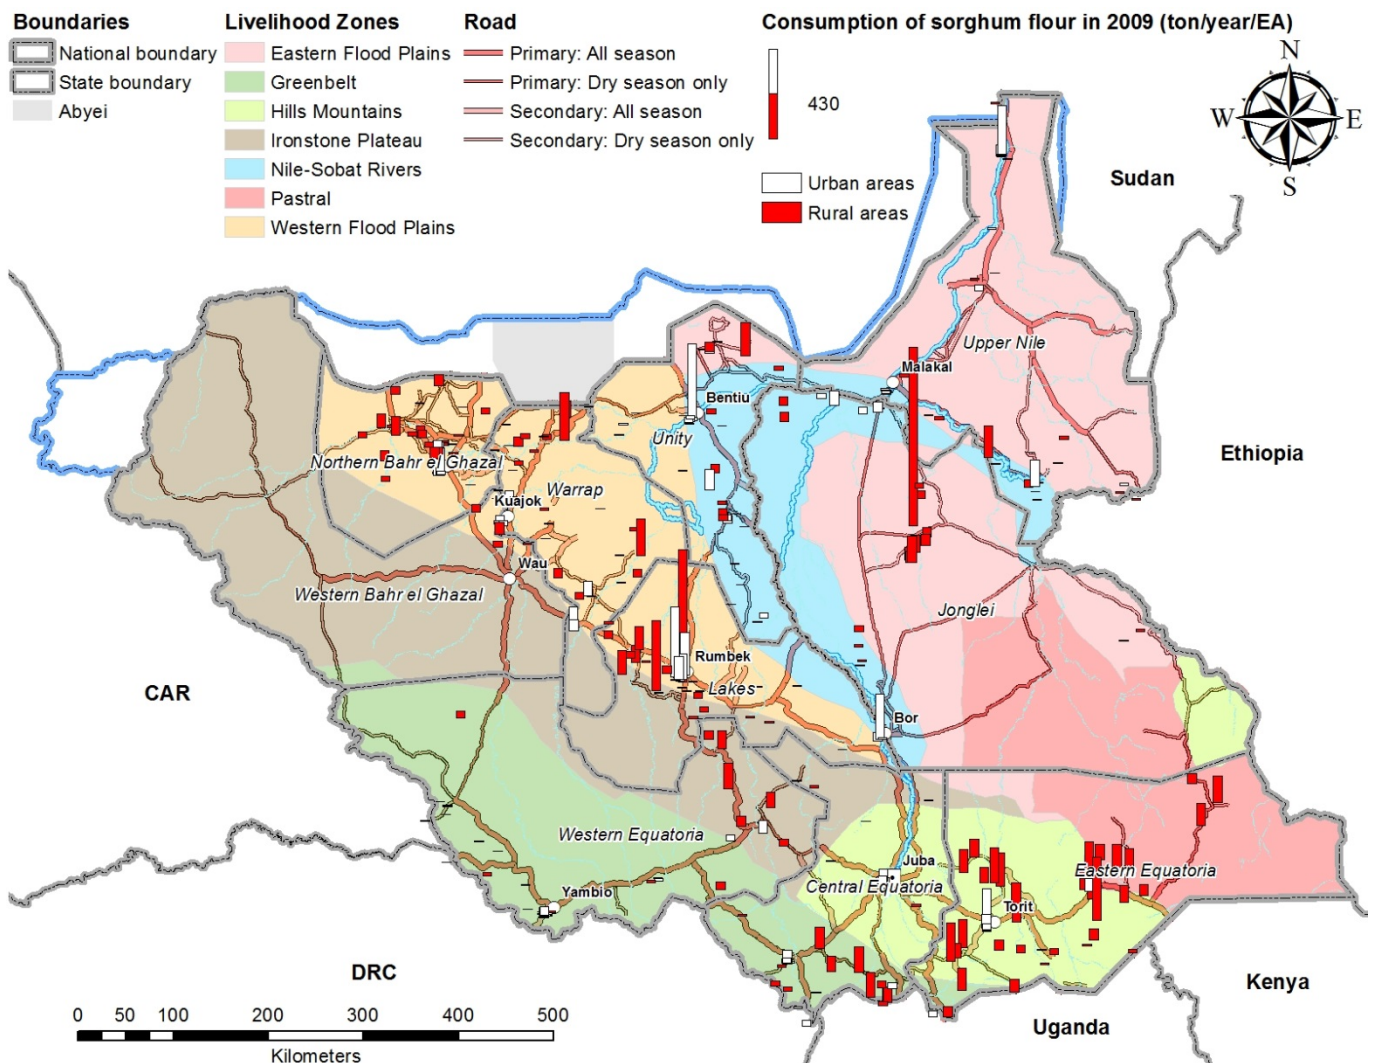 Boundaries
National boundary
State boundary
Abyei
Livelihood Zones
Eastern Flood Plains
Greenbelt
Hills Mountains
Ironstone Plateau
Nile-Sobat Rivers
Pastral
Western Flood Plains
Road
Primary: All season
Primary: Dry season only
Secondary: All season
Secondary: Dry season only
Consumption of sorghum flour in 2009 (ton/year/EA)
430
Urban areas
Rural areas
N
W
E
S
Sudan
Upper Nile
Malakal
Bentiu
Unity
Ethiopia
Northern Bahr el Ghazal
Warrap
Kuajok
Wau
Western Bahr el Ghazal
Jonglei
Rumbek
Lakes
CAR
Bor
Western Equatoria
Juba
Central Equatoria
Eastern Equatoria
Yambio
Torit
DRC
Kenya
Uganda
0 50 100 200 300 400 500
Kilometers